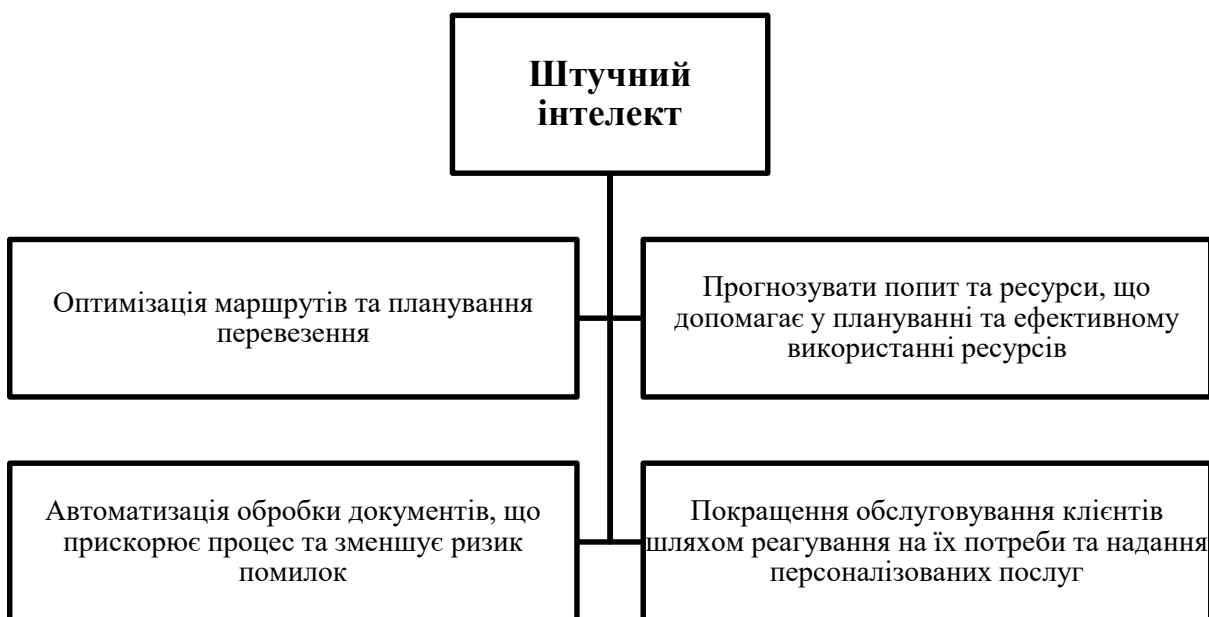 Штучний
інтелект
Оптимізація маршрутів та планування
перевезення
Прогнозувати попит та ресурси, що
допомагає у плануванні та ефективному
використанні ресурсів
Автоматизація обробки документів, що
прискорює процес та зменшує ризик
помилок
Покращення обслуговування клієнтів
шляхом реагування на їх потреби та надання
персоналізованих послуг